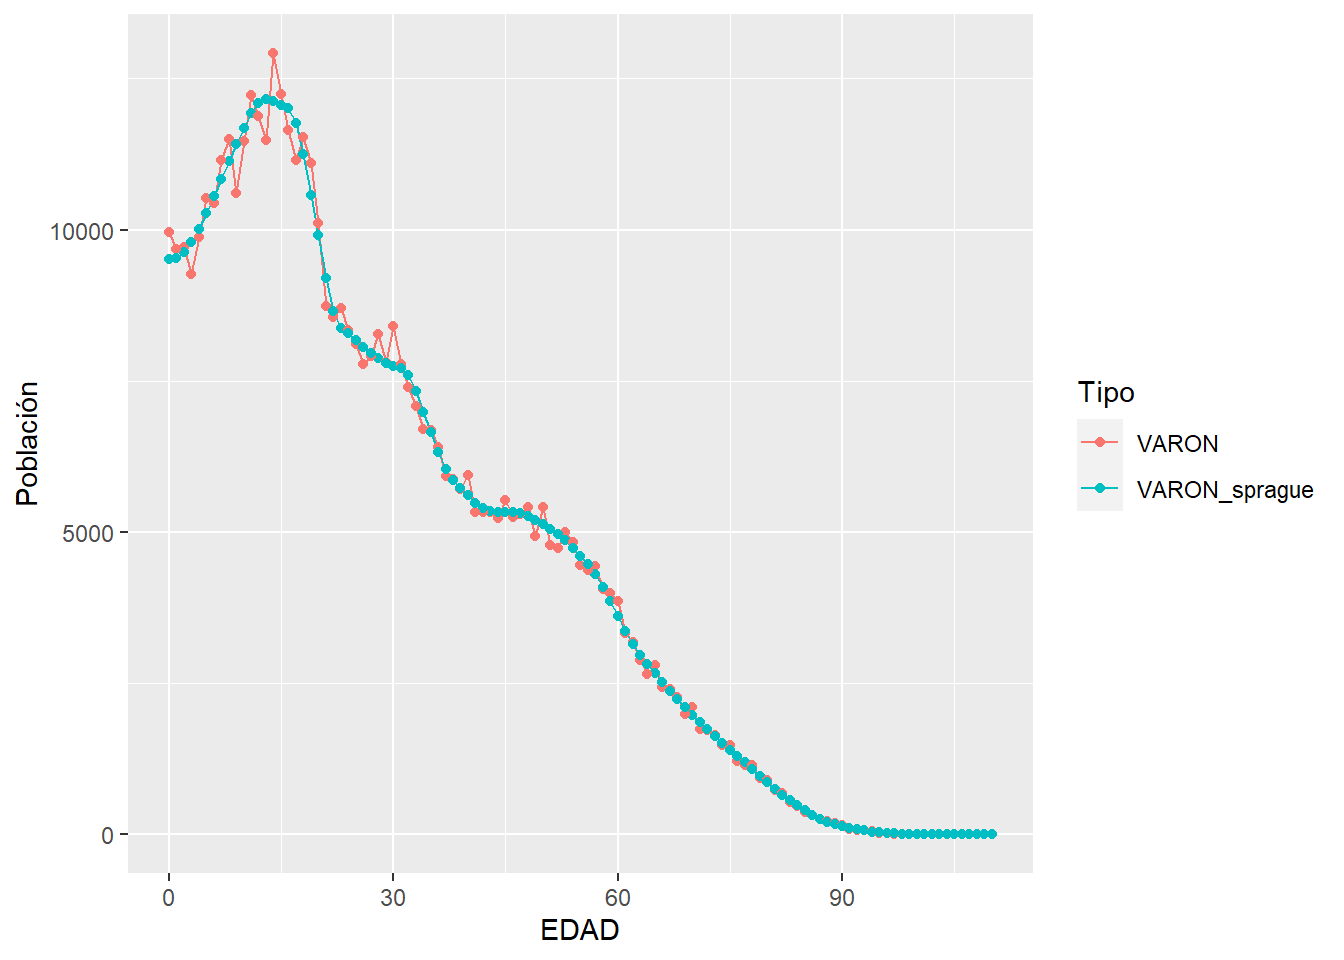 Población
10000
5000
0
0 30 60 90
EDAD
Tipo
VARON
VARON_sprague